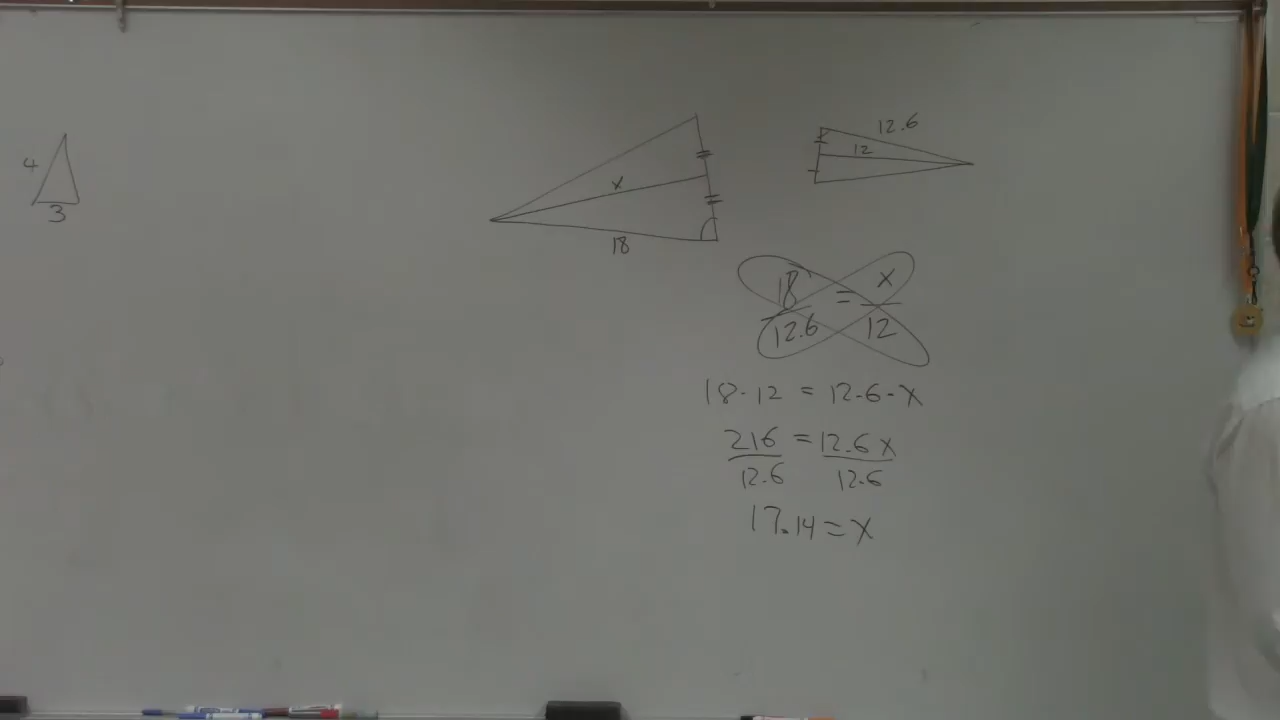 4
3
x
18
12.6
12
18/12.6 = x/12
18·12 = 12.6·x
216/12.6 = 12.6x/12.6
17.14=x